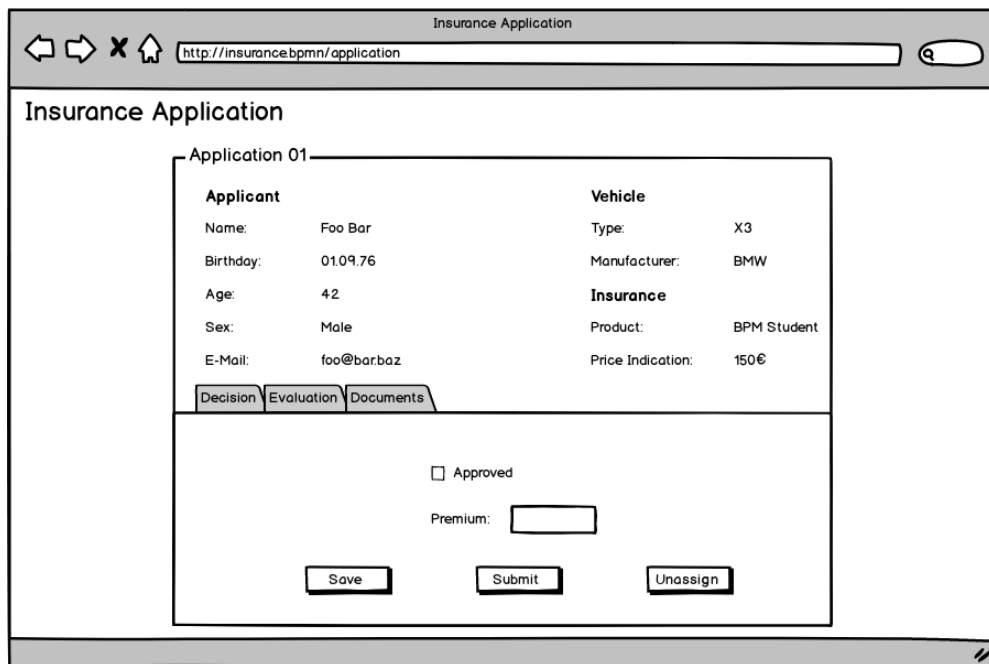 Insurance Application
http://insurance.bpmn/application
Insurance Application
Application 01
Applicant
Name: Foo Bar
Birthday: 01.09.76
Age: 42
Sex: Male
E-Mail: foo@bar.baz
Vehicle
Type: X3
Manufacturer: BMW
Insurance
Product: BPM Student
Price Indication: 150€
Decision Evaluation Documents
Approved
Premium:
Save Submit Unassign